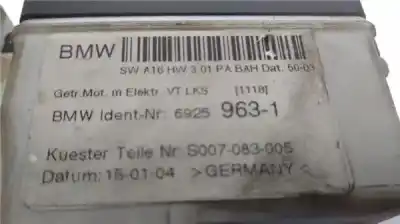 BMW
SW A16 HW 3.01 PA BAH Dat. 50-03
Getr.Mot. m Elektr. VT LKS [1118]
BMW Ident-Nr: 6925 963-1
Kuester Teile Nr S007-083-005
Datum: 15-01-04 >GERMANY<